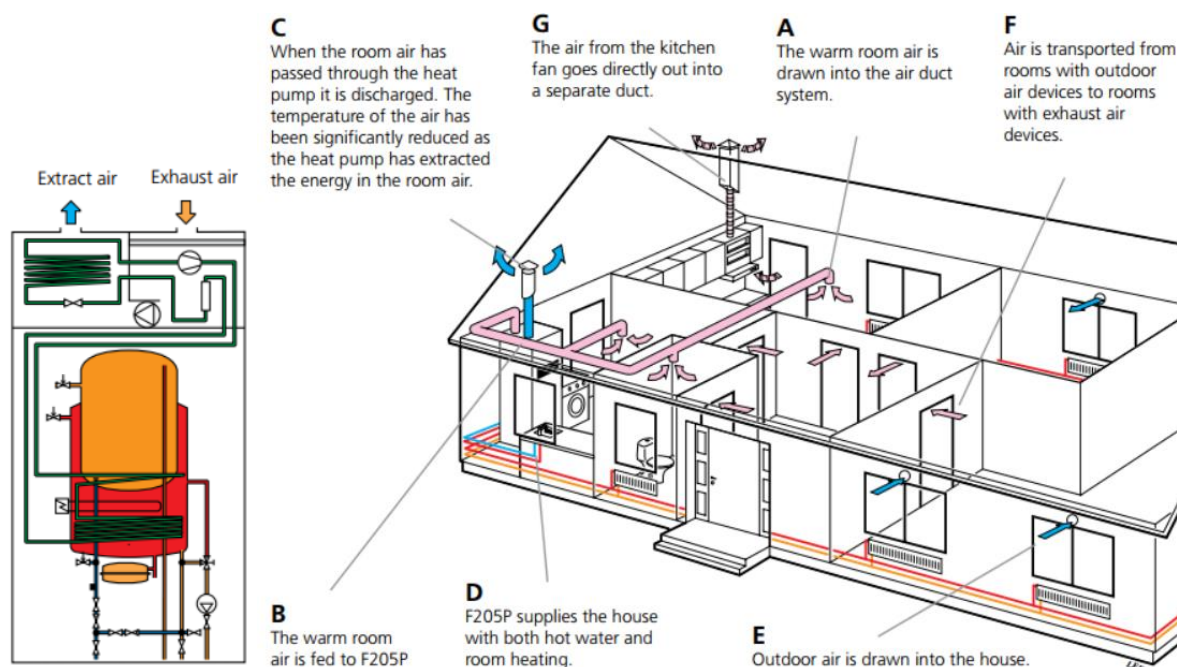 C
When the room air has
passed through the heat
pump it is discharged. The
temperature of the air has
been significantly reduced as
the heat pump has extracted
the energy in the room air.
G
The air from the kitchen
fan goes directly out into
a separate duct.
A
The warm room air is
drawn into the air duct
system.
F
Air is transported from
rooms with outdoor
air devices to rooms
with exhaust air
devices.
Extract air
Exhaust air
B
The warm room
air is fed to F205P
D
F205P supplies the house
with both hot water and
room heating.
E
Outdoor air is drawn into the house.